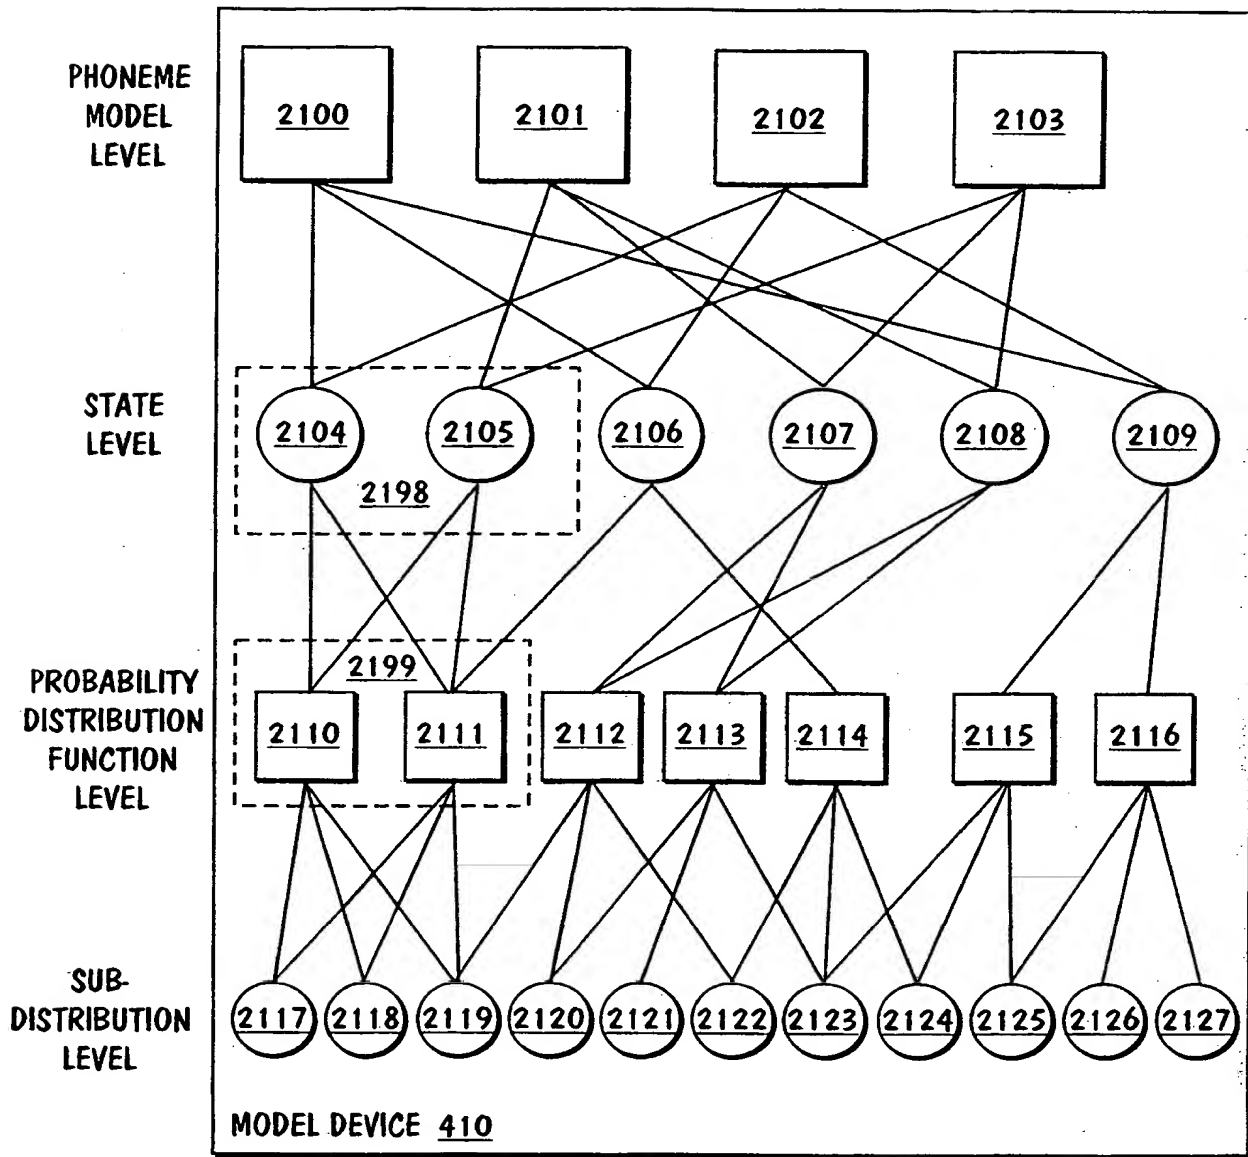 PHONEME
MODEL
LEVEL
2100
2101
2102
2103
STATE
LEVEL
2104
2105
2106
2107
2108
2109
2198
2199
PROBABILITY
DISTRIBUTION
FUNCTION
LEVEL
2110
2111
2112
2113
2114
2115
2116
SUB-
DISTRIBUTION
LEVEL
2117
2118
2119
2120
2121
2122
2123
2124
2125
2126
2127
MODEL DEVICE 410